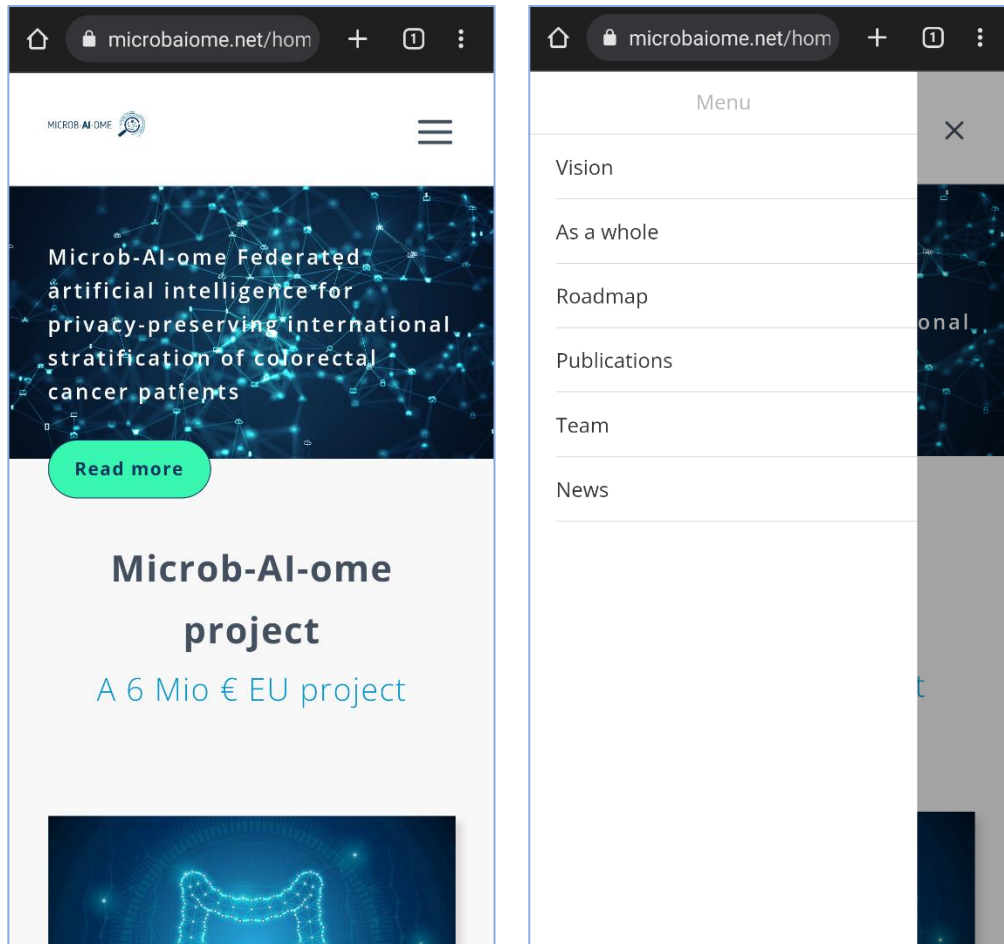 microbaiome.net/hom
1
MICROB·AI·OME
Microb-AI-ome Federated
artificial intelligence for
privacy-preserving international
stratification of colorectal
cancer patients
Read more
Microb-AI-ome
project
A 6 Mio € EU project
microbaiome.net/hom
1
Menu
Vision
As a whole
Roadmap
Publications
Team
News
onal
t